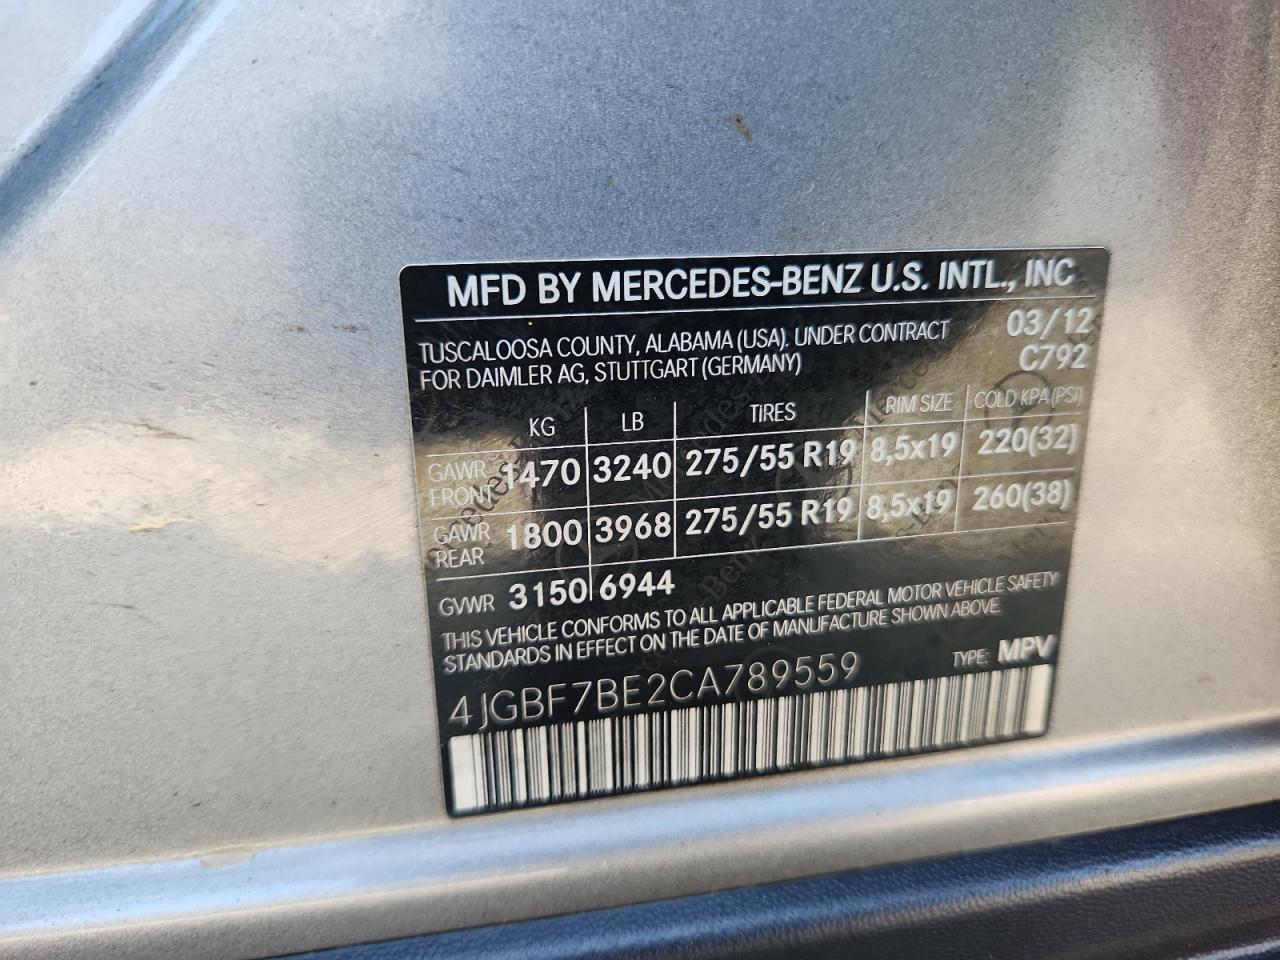 MFD BY MERCEDES-BENZ U.S. INTL., INC
TUSCALOOSA COUNTY, ALABAMA (USA). UNDER CONTRACT 03/12
FOR DAIMLER AG, STUTTGART (GERMANY) C792
KG LB TIRES RIM SIZE COLD KPA(PSI)
GAWR FRONT 1470 3240 275/55 R19 8,5x19 220(32)
GAWR REAR 1800 3968 275/55 R19 8,5x19 260(38)
GVWR 3150 6944
THIS VEHICLE CONFORMS TO ALL APPLICABLE FEDERAL MOTOR VEHICLE SAFETY
STANDARDS IN EFFECT ON THE DATE OF MANUFACTURE SHOWN ABOVE.
4JGBF7BE2CA789559 TYPE: MPV